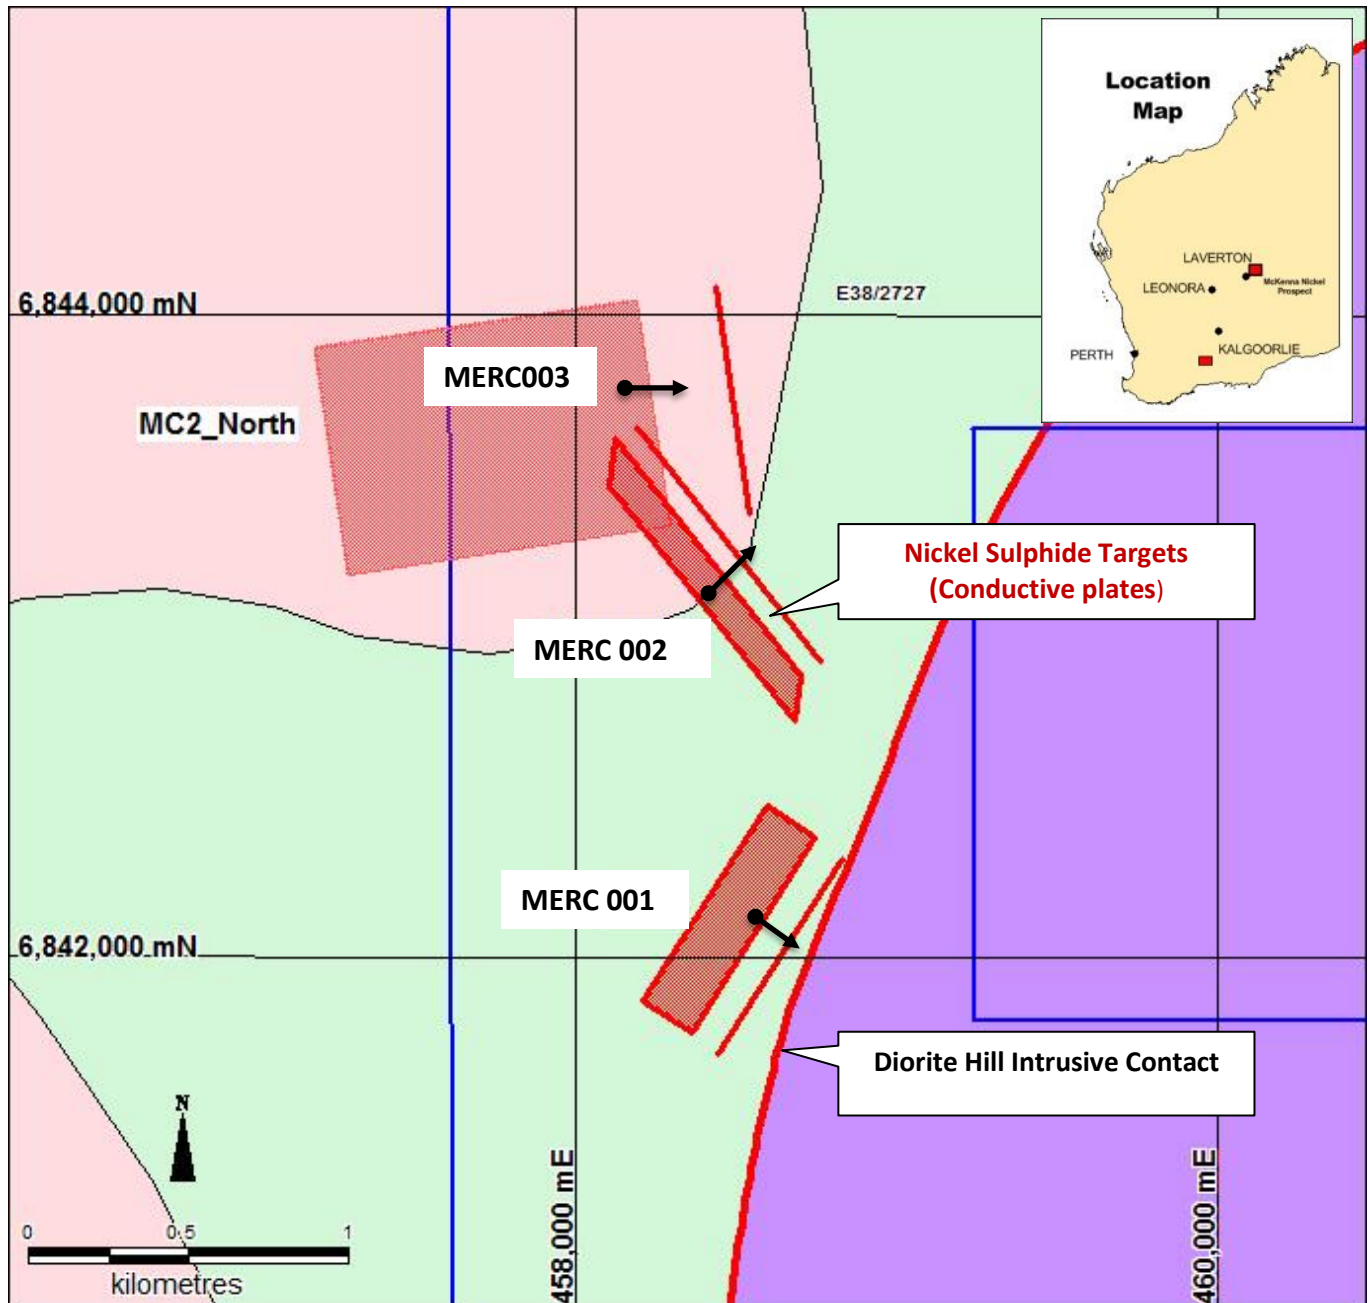 Location
Map
LAVERTON
McKenna Nickel
Prospect
LEONORA
KALGOORLIE
PERTH
6,844,000 mN
E38/2727
MERC003
MC2_North
Nickel Sulphide Targets
(Conductive plates)
MERC 002
MERC 001
6,842,000 mN
Diorite Hill Intrusive Contact
N
458,000 mE
460,000 mE
0 0.5 1
kilometres